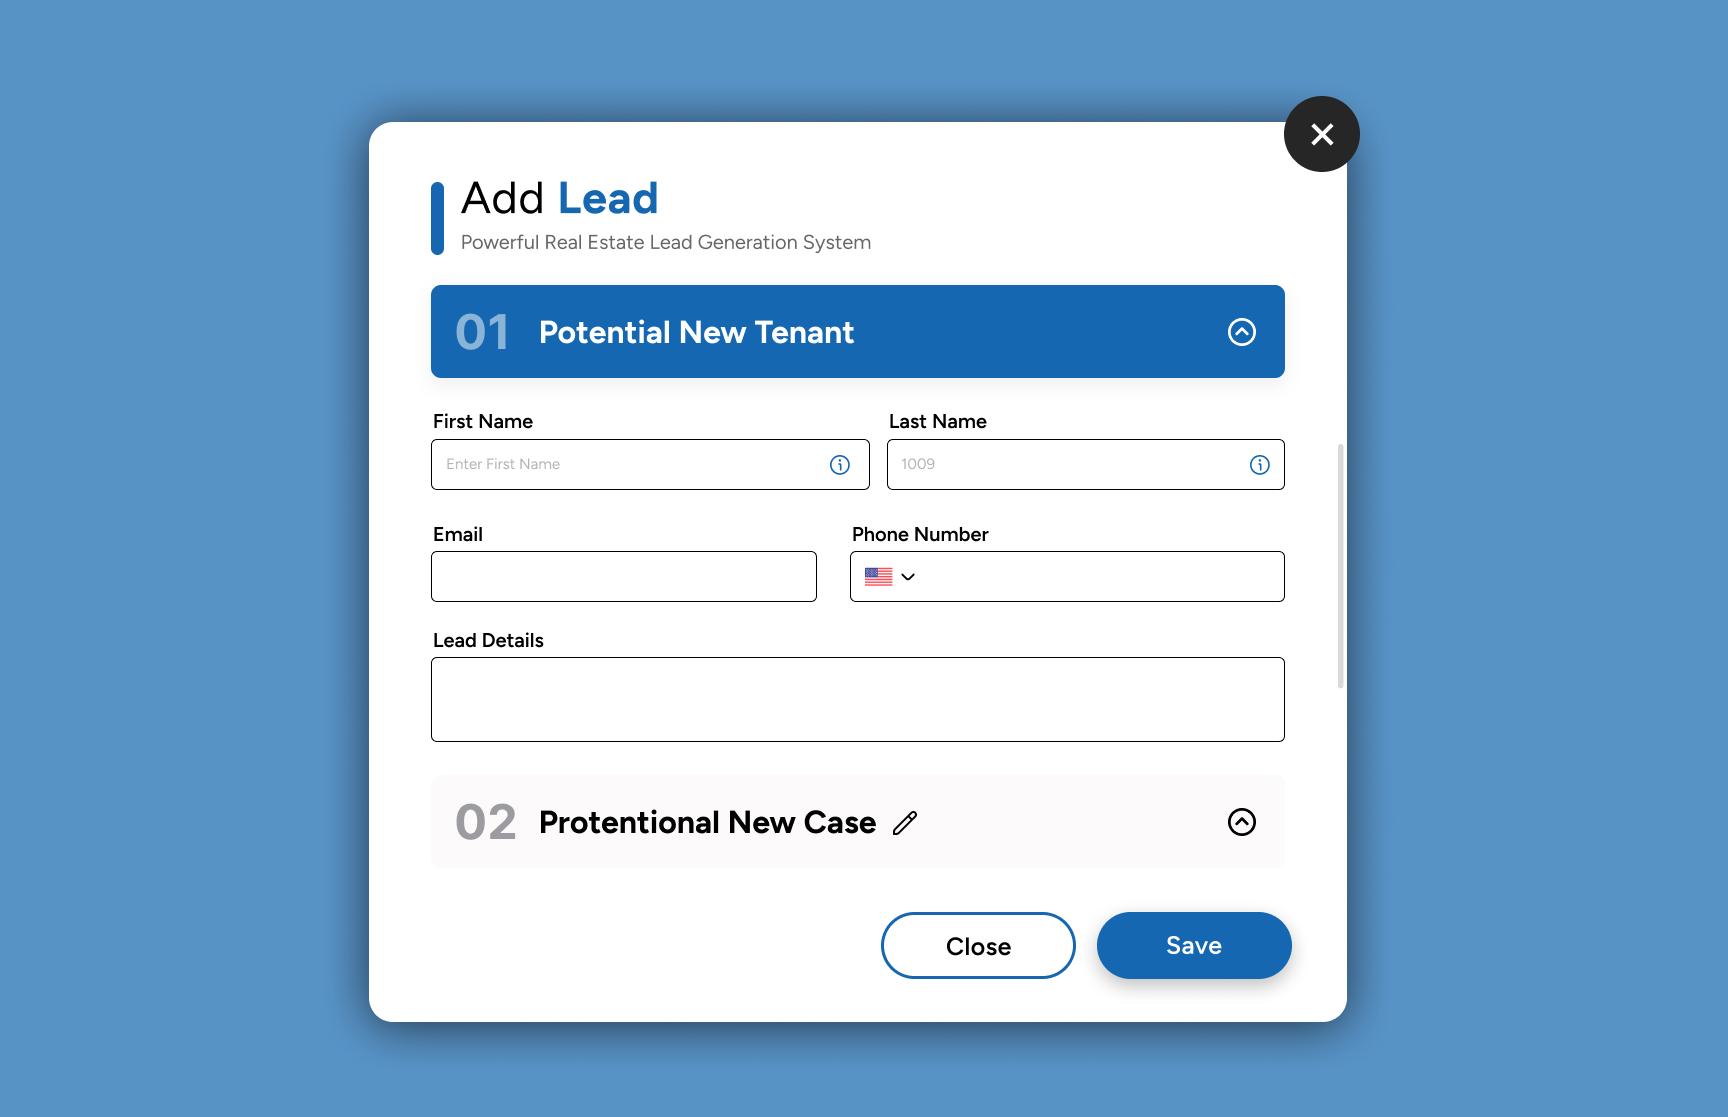 Add Lead
Powerful Real Estate Lead Generation System
01 Potential New Tenant
First Name Last Name
Enter First Name 1009
Email Phone Number
Lead Details
02 Protentional New Case
Close Save